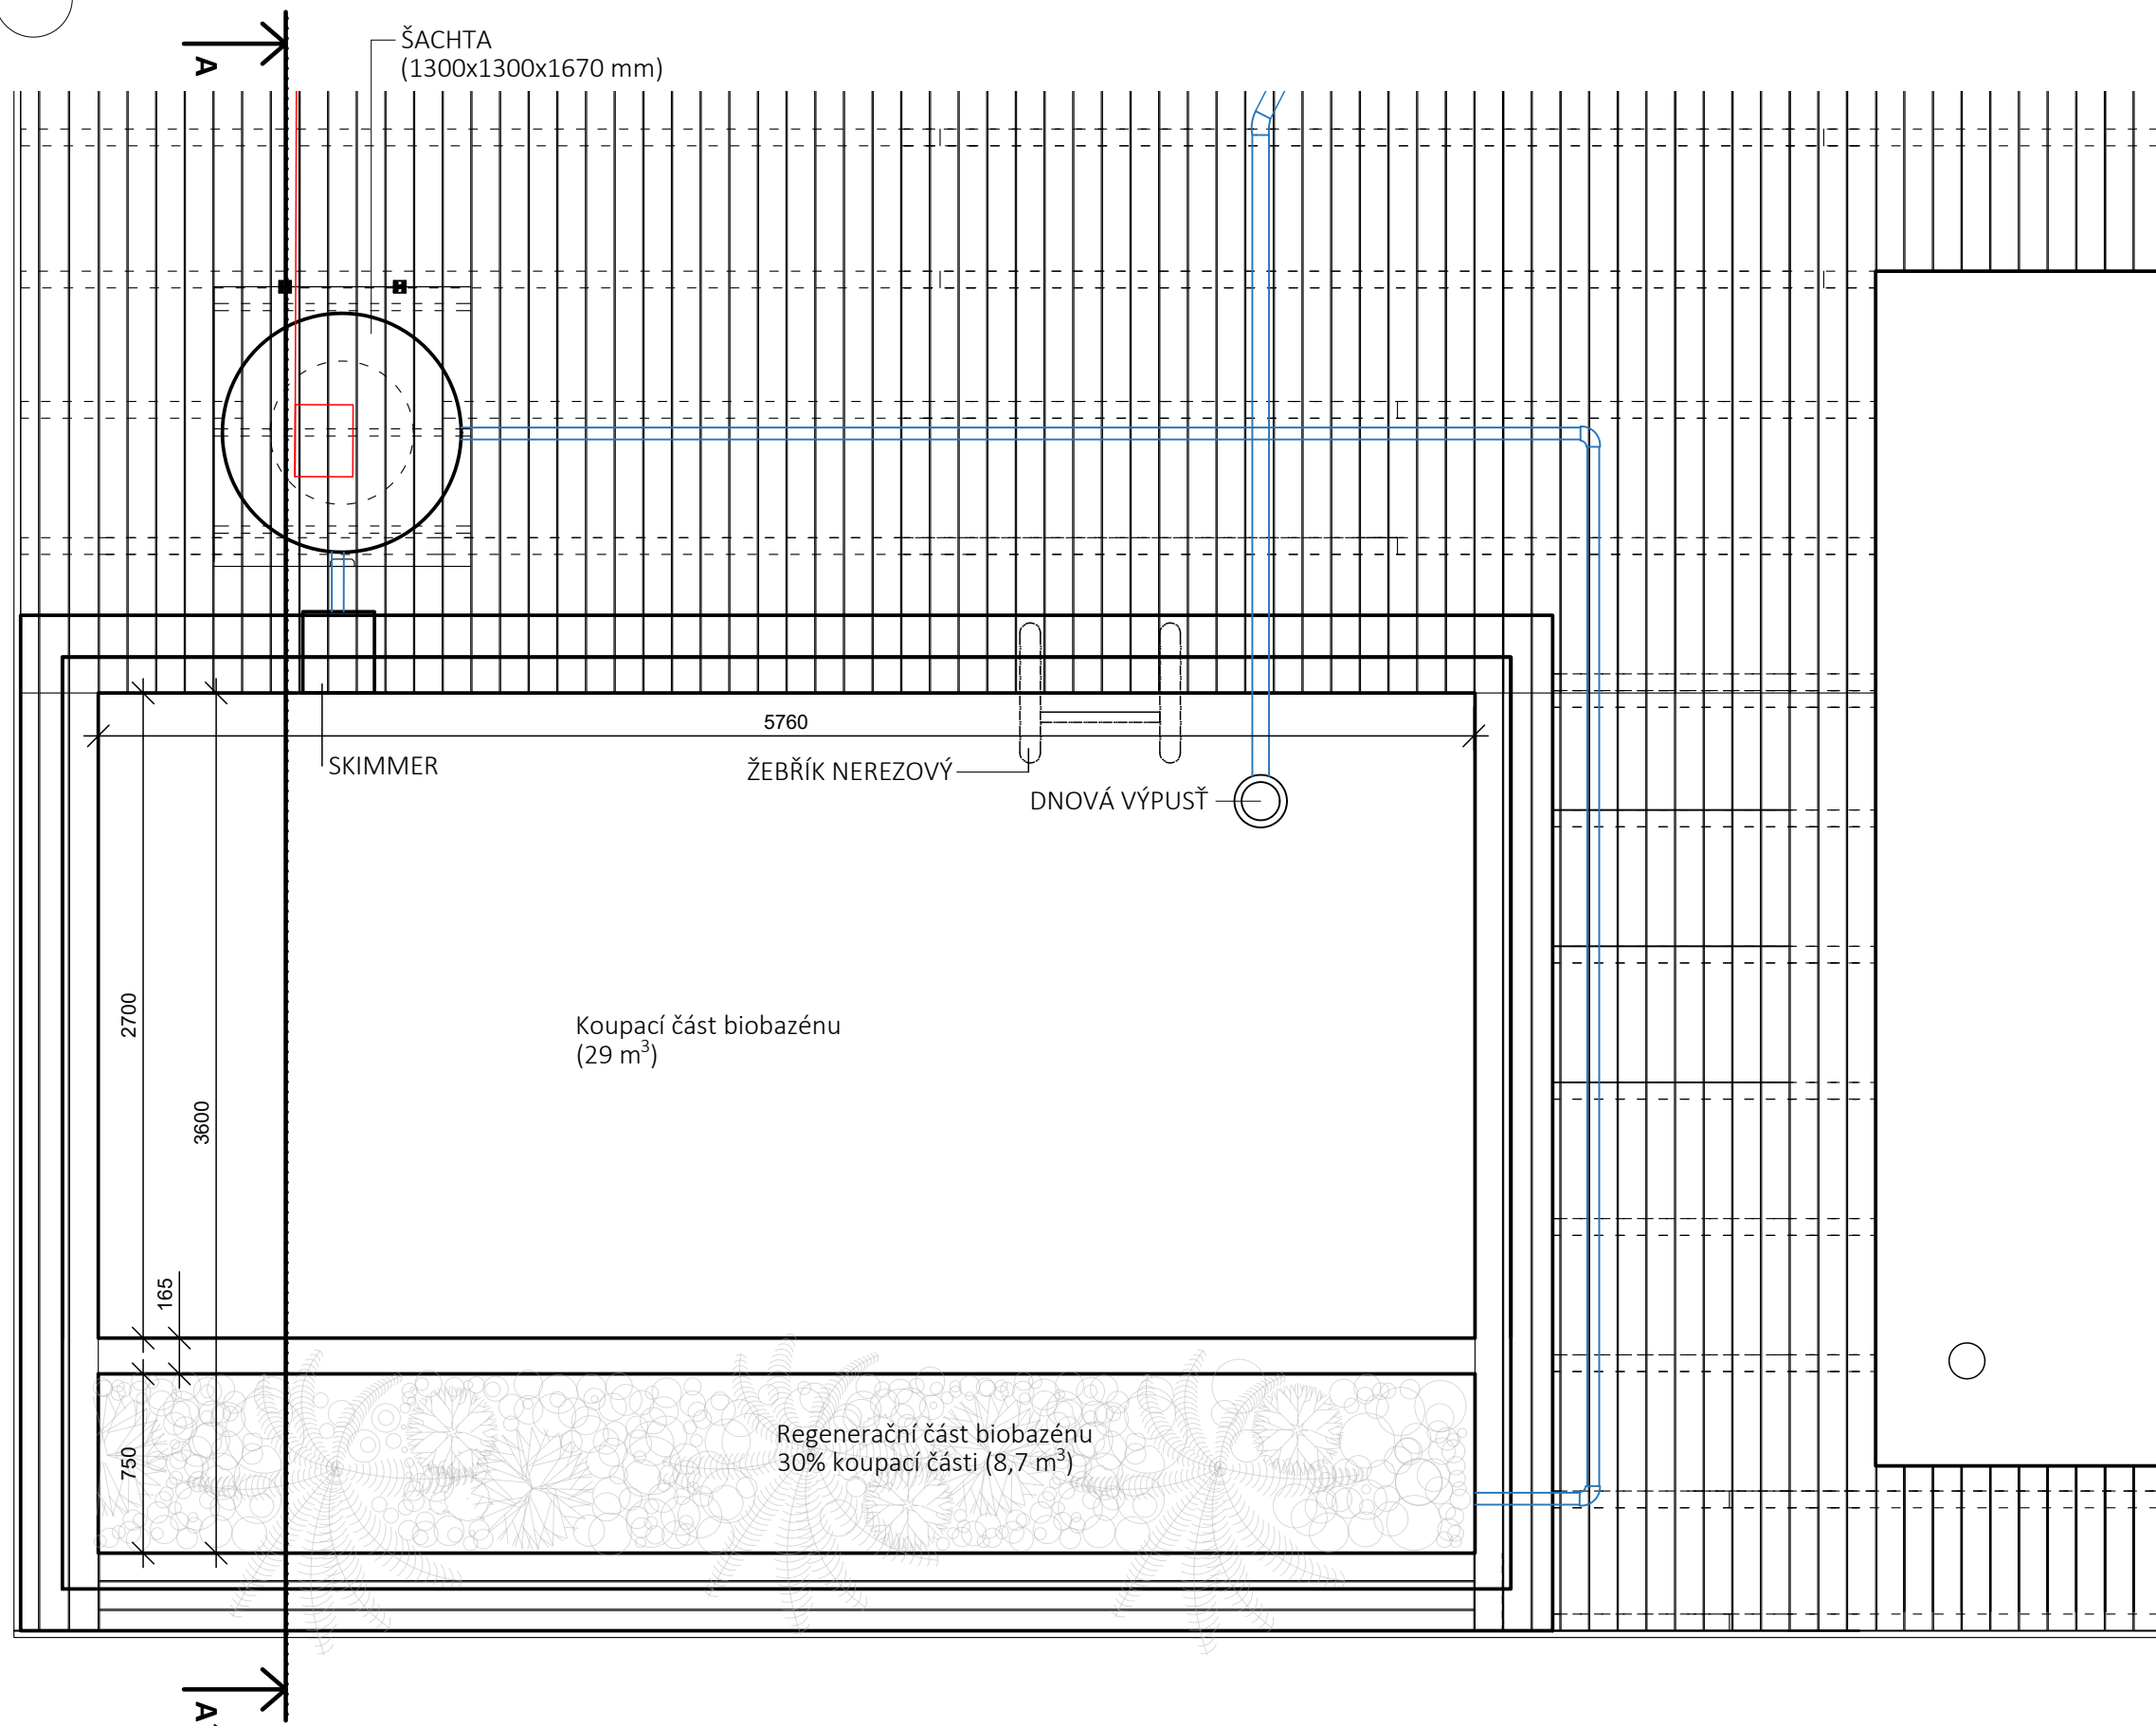 A
ŠACHTA
(1300x1300x1670 mm)
5760
SKIMMER
ŽEBŘÍK NEREZOVÝ
DNOVÁ VÝPUSŤ
2700
Koupací část biobazénu
(29 m³)
3600
165
Regenerační část biobazénu
30% koupací části (8,7 m³)
750
A'